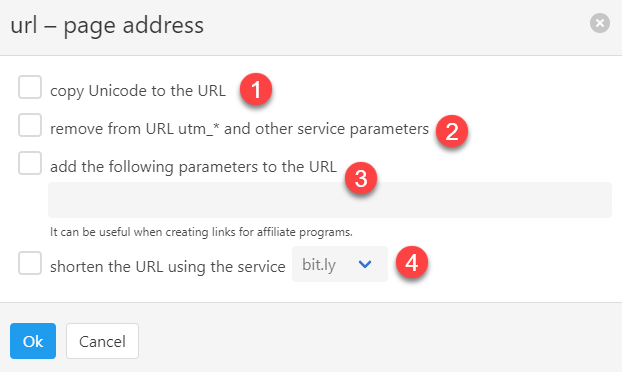 url – page address
copy Unicode to the URL 1
remove from URL utm_* and other service parameters 2
add the following parameters to the URL 3
It can be useful when creating links for affiliate programs.
shorten the URL using the service bit.ly 4
Ok Cancel